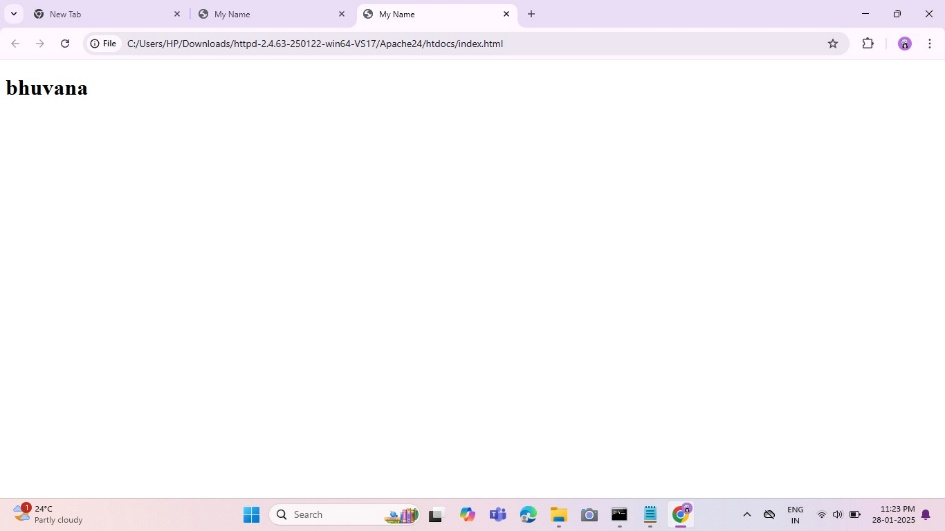 New Tab
My Name
My Name
File
C:/Users/HP/Downloads/httpd-2.4.63-250122-win64-VS17/Apache24/htdocs/index.html
bhuvana
1
24°C
Partly cloudy
Search
ENG
IN
11:23 PM
28-01-2025